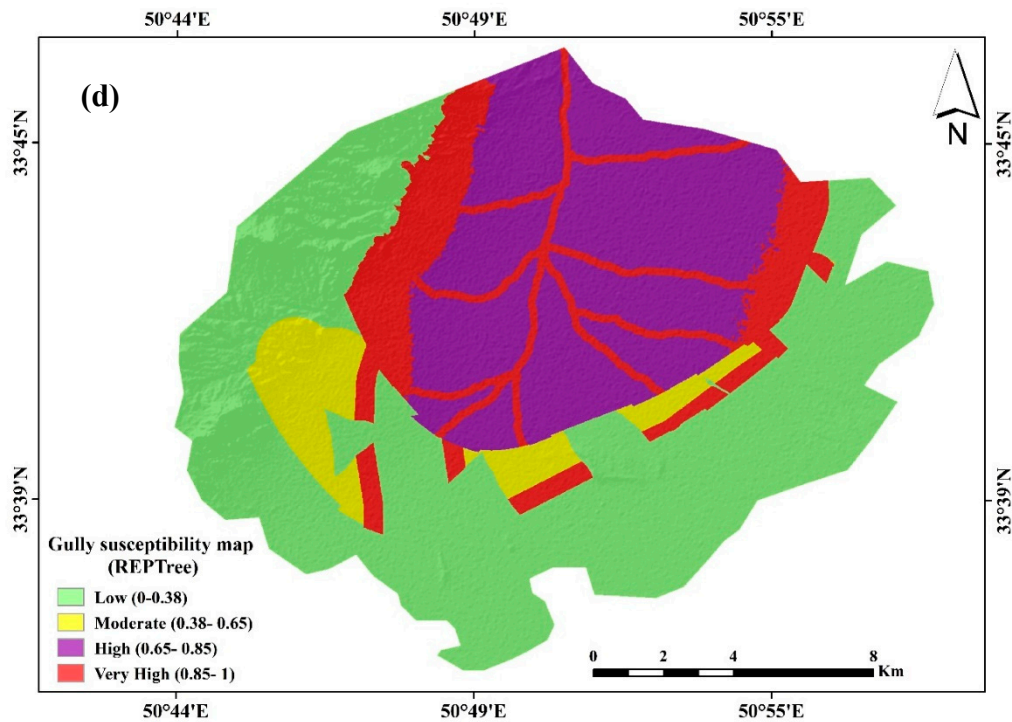 50°44'E 50°49'E 50°55'E
(d)
N
33°45'N 33°45'N
33°39'N 33°39'N
Gully susceptibility map
(REPTree)
Low (0-0.38)
Moderate (0.38- 0.65)
High (0.65- 0.85)
Very High (0.85- 1)
0 2 4 8
Km
50°44'E 50°49'E 50°55'E